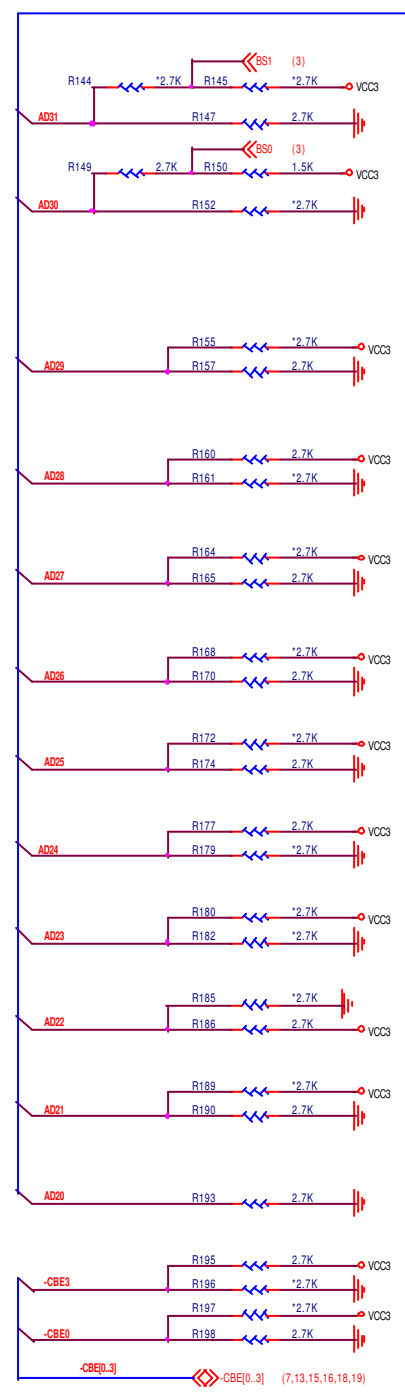 BS1 (3)
R144 *2.7K R145 *2.7K VCC3
AD31 R147 2.7K
BS0 (3)
R149 2.7K R150 1.5K VCC3
AD30 R152 *2.7K
R155 *2.7K VCC3
AD29 R157 2.7K
R160 2.7K VCC3
AD28 R161 *2.7K
R164 *2.7K VCC3
AD27 R165 2.7K
R168 *2.7K VCC3
AD26 R170 2.7K
R172 *2.7K VCC3
AD25 R174 2.7K
R177 2.7K VCC3
AD24 R179 *2.7K
R180 *2.7K VCC3
AD23 R182 *2.7K
R185 *2.7K
AD22 R186 2.7K VCC3
R189 *2.7K VCC3
AD21 R190 2.7K
AD20 R193 2.7K
R195 2.7K VCC3
-CBE3 R196 *2.7K
R197 *2.7K VCC3
-CBE0 R198 2.7K
-CBE[0..3] -CBE[0..3] (7,13,15,16,18,19)